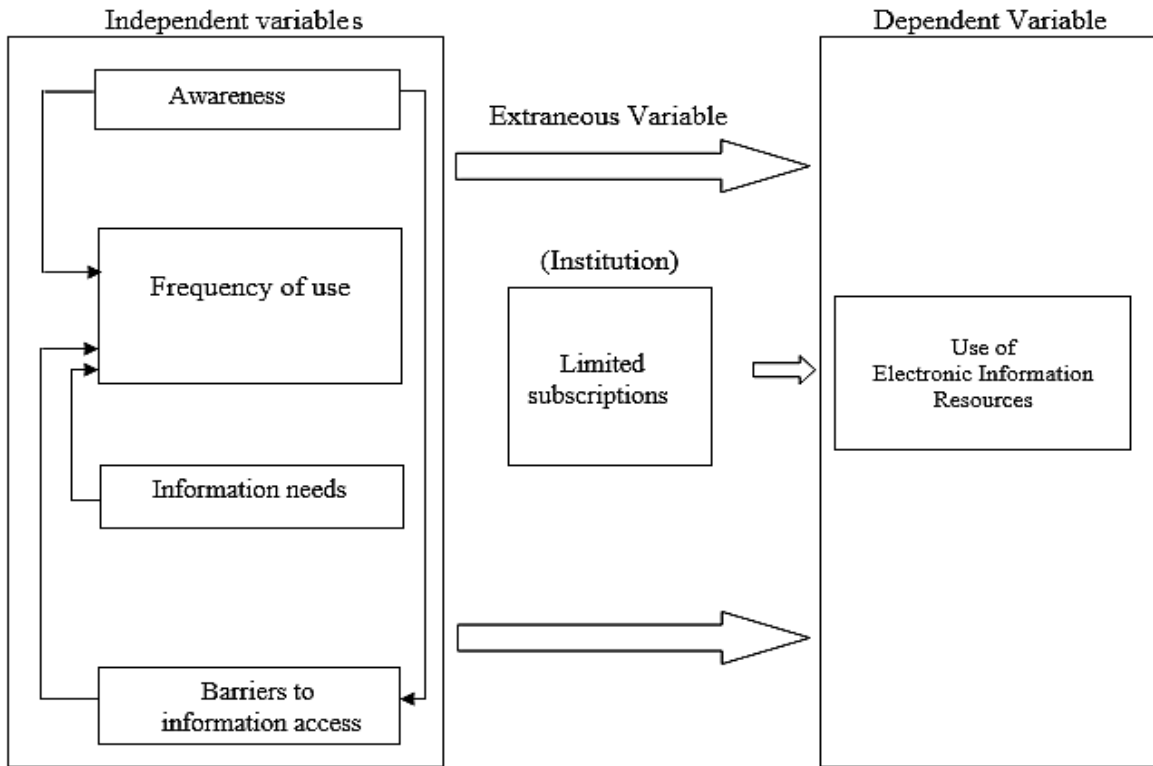 Independent variables
Awareness
Frequency of use
Information needs
Barriers to
information access
Extraneous Variable
(Institution)
Limited
subscriptions
Dependent Variable
Use of
Electronic Information
Resources